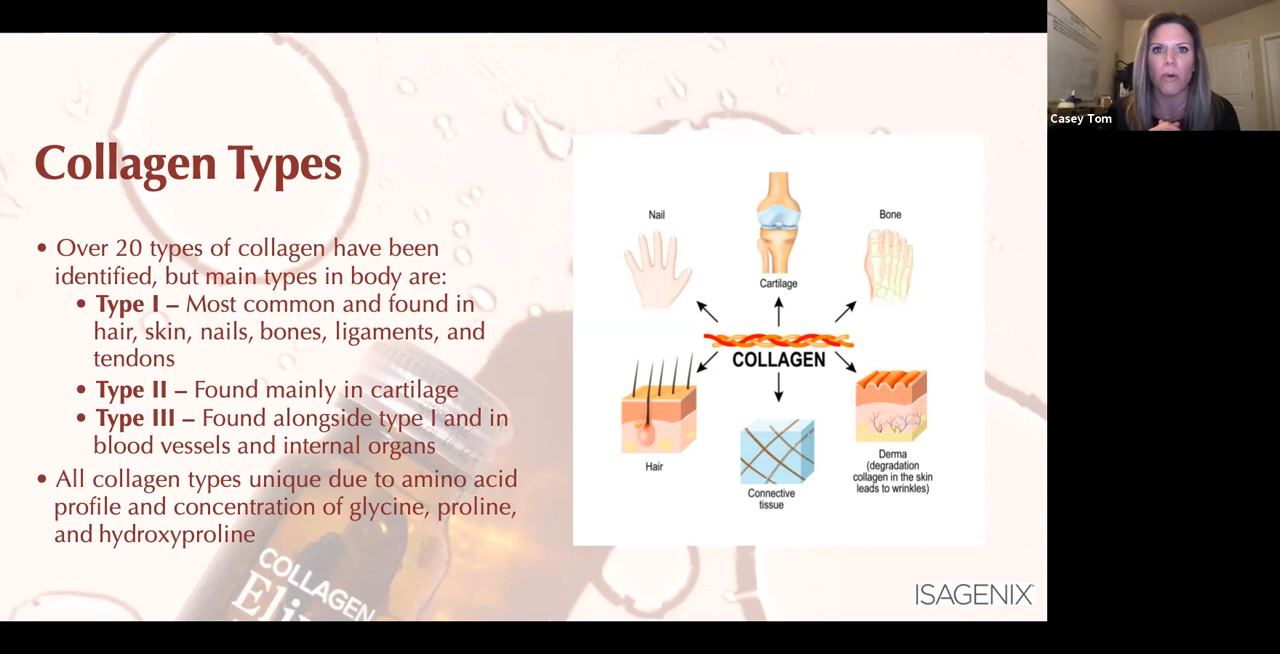 Collagen Types
• Over 20 types of collagen have been
identified, but main types in body are:
• Type I – Most common and found in
hair, skin, nails, bones, ligaments, and
tendons
• Type II – Found mainly in cartilage
• Type III – Found alongside type I and in
blood vessels and internal organs
• All collagen types unique due to amino acid
profile and concentration of glycine, proline,
and hydroxyproline
COLLAGEN
Nail
Bone
Cartilage
COLLAGEN
Hair
Connective
tissue
Derma
(degradation
collagen in the skin
leads to wrinkles)
ISAGENIX
Casey Tom